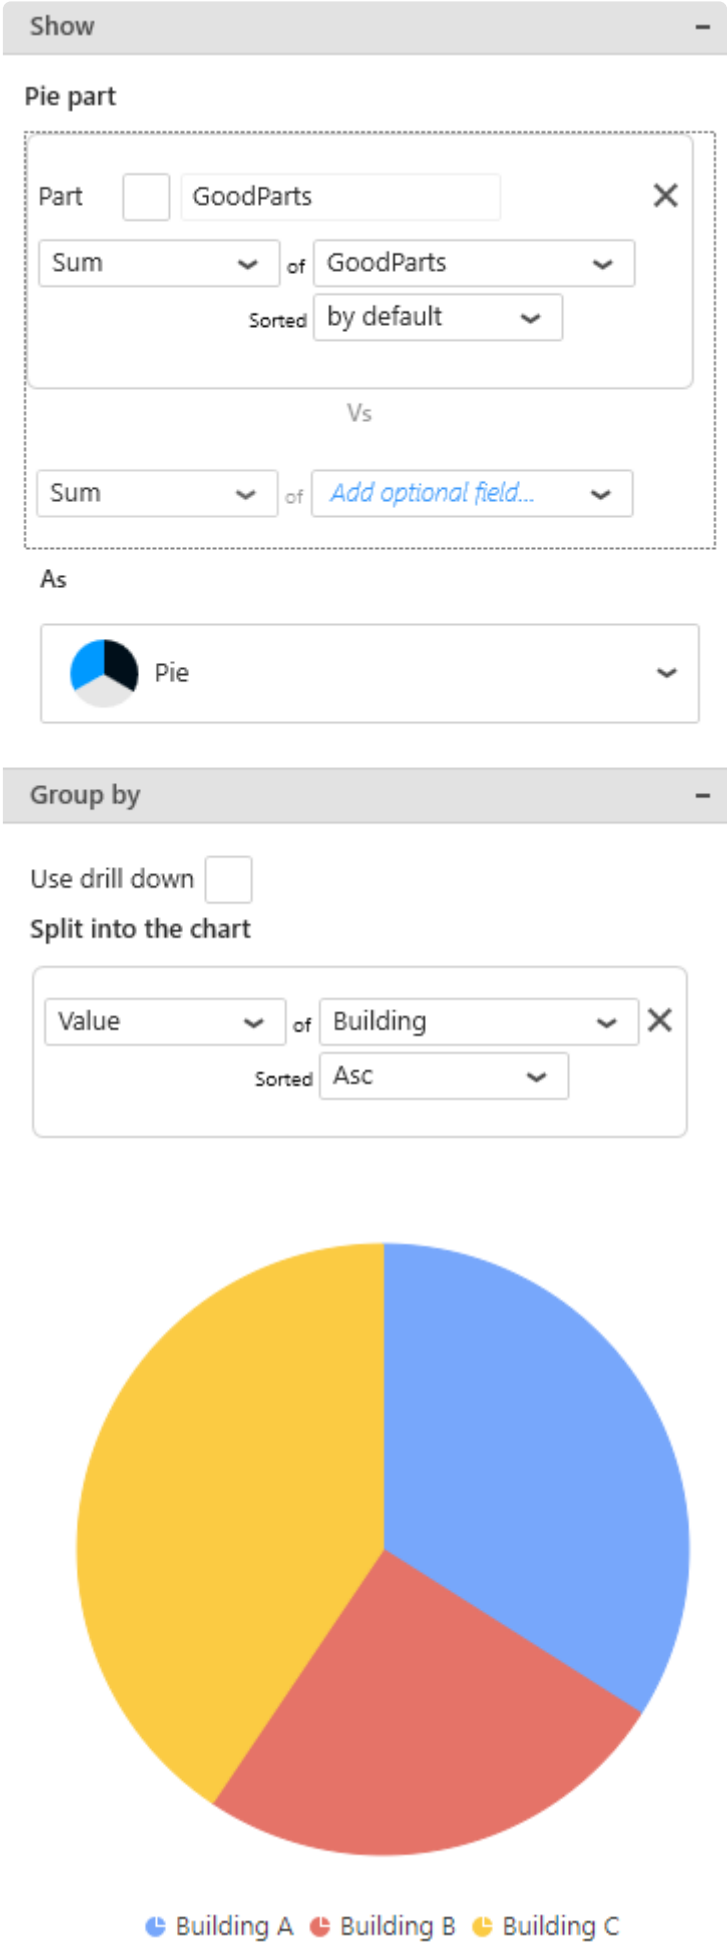 Show
Pie part
Part GoodParts
Sum of GoodParts
Sorted by default
Vs
Sum of Add optional field...
As
Pie
Group by
Use drill down
Split into the chart
Value of Building
Sorted Asc
Building A Building B Building C